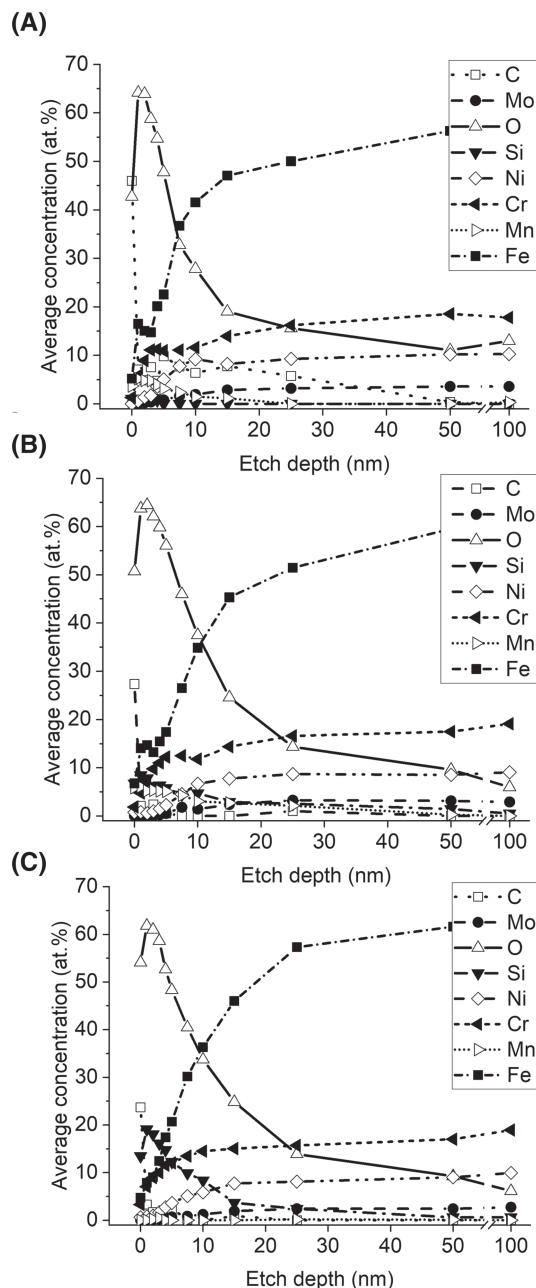 (A)
70
60
50
40
30
20
10
0
Average concentration (at.%)
0 10 20 30 40 50 100
Etch depth (nm)
C
Mo
O
Si
Ni
Cr
Mn
Fe
(B)
70
60
50
40
30
20
10
0
Average concentration (at.%)
0 10 20 30 40 50 100
Etch depth (nm)
C
Mo
O
Si
Ni
Cr
Mn
Fe
(C)
70
60
50
40
30
20
10
0
Average concentration (at.%)
0 10 20 30 40 50 100
Etch depth (nm)
C
Mo
O
Si
Ni
Cr
Mn
Fe